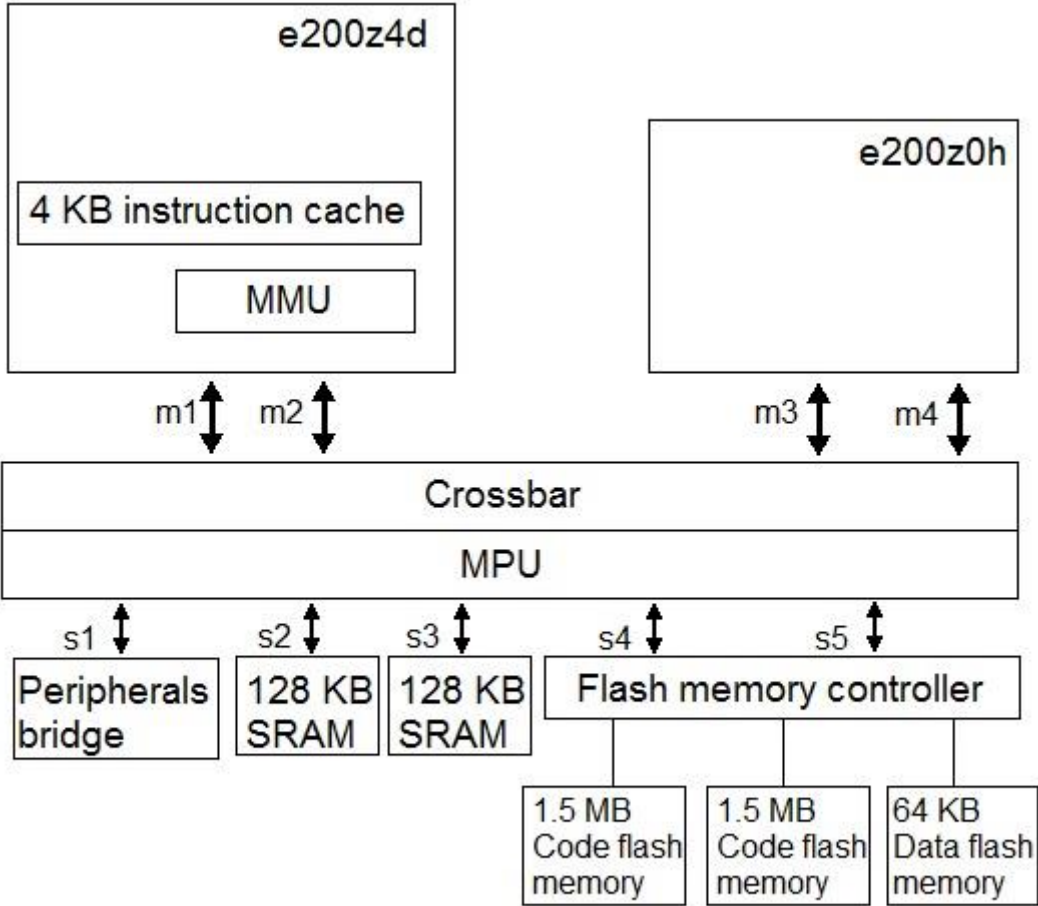 e200z4d
4 KB instruction cache
MMU
e200z0h
m1
m2
m3
m4
Crossbar
MPU
s1
s2
s3
s4
s5
Peripherals
bridge
128 KB
SRAM
128 KB
SRAM
Flash memory controller
1.5 MB
Code flash
memory
1.5 MB
Code flash
memory
64 KB
Data flash
memory